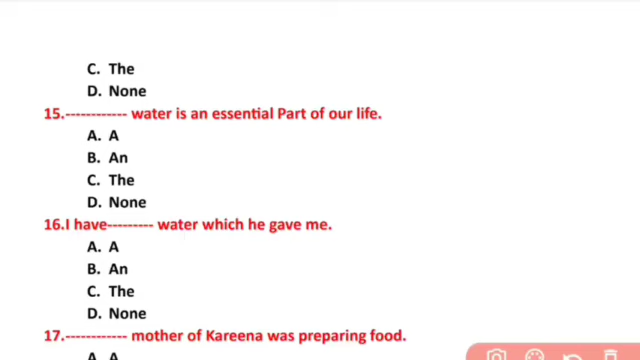 C. The
D. None
15.------------ water is an essential Part of our life.
A. A
B. An
C. The
D. None
16.I have--------- water which he gave me.
A. A
B. An
C. The
D. None
17.------------ mother of Kareena was preparing food.
A. A